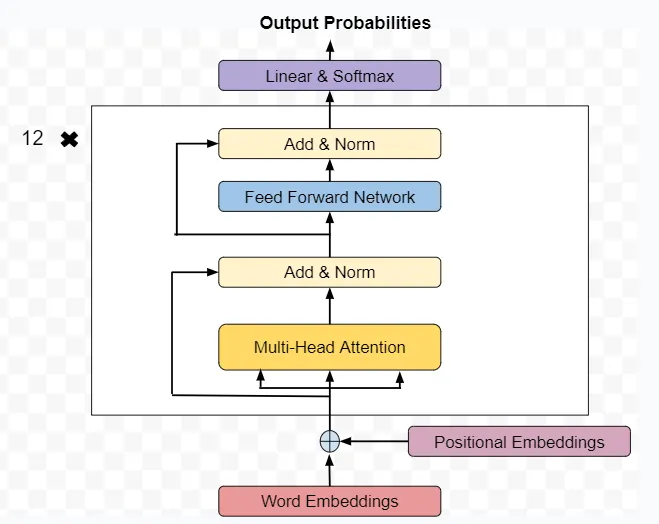 Output Probabilities
Linear & Softmax
12 ✖
Add & Norm
Feed Forward Network
Add & Norm
Multi-Head Attention
Positional Embeddings
Word Embeddings